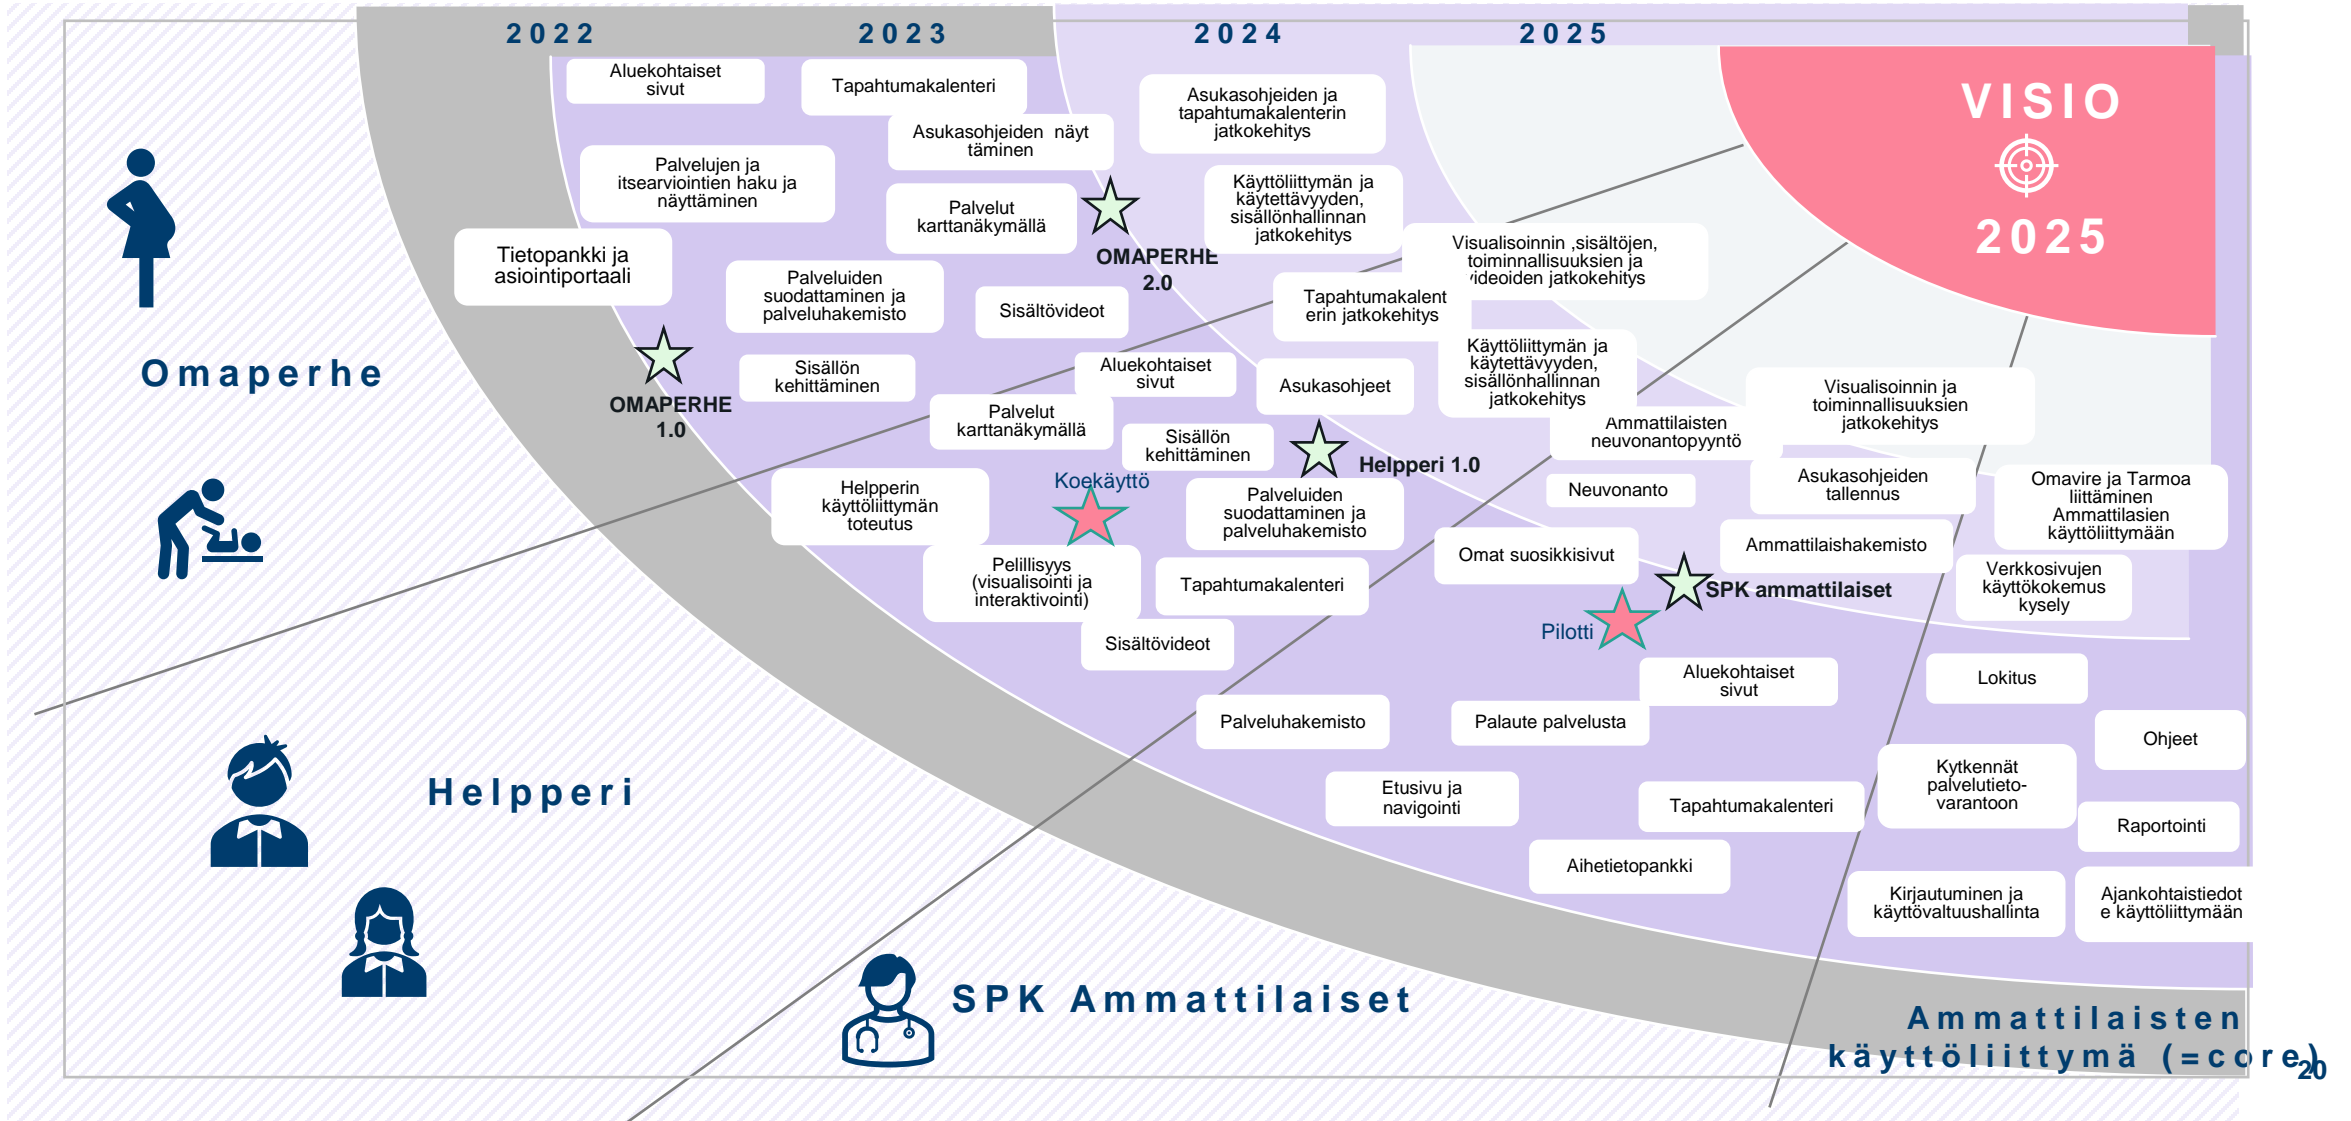 2022
2023
2024
2025
VISIO
2025
Aluekohtaiset
sivut
Tapahtumakalenteri
Asukasohjeiden näyt
täminen
Palvelujen ja
itsearviointien haku ja
näyttäminen
Palvelut
karttanäkymällä
Tietopankki ja
asiointiportaali
Palveluiden
suodattaminen ja
palveluhakemisto
Sisältövideot
Sisällön
kehittäminen
OMAPERHE
1.0
OMAPERHE
2.0
Asukasohjeiden ja
tapahtumakalenterin
jatkokehitys
Käyttöliittymän ja
käytettävyyden,
sisällönhallinnan
jatkokehitys
Omaperhe
Visualisoinnin ,sisältöjen,
toiminnallisuuksien ja
videoiden jatkokehitys
Tapahtumakalent
erin jatkokehitys
Käyttöliittymän ja
käytettävyyden,
sisällönhallinnan
jatkokehitys
Aluekohtaiset
sivut
Asukasohjeet
Palvelut
karttanäkymällä
Sisällön
kehittäminen
Helpperi 1.0
Koekäyttö
Helpperin
käyttöliittymän
toteutus
Palveluiden
suodattaminen ja
palveluhakemisto
Pelillisyys
(visualisointi ja
interaktivointi)
Tapahtumakalenteri
Sisältövideot
Helpperi
Visualisoinnin ja
toiminnallisuuksien
jatkokehitys
Ammattilaisten
neuvonantopyyntö
Neuvonanto
Asukasohjeiden
tallennus
Omat suosikkisivut
Ammattilaishakemisto
SPK ammattilaiset
Pilotti
Aluekohtaiset
sivut
Palveluhakemisto
Palaute palvelusta
Etusivu ja
navigointi
Tapahtumakalenteri
Aihetietopankki
SPK Ammattilaiset
Omavire ja Tarmoa
liittäminen
Ammattilasien
käyttöliittymään
Verkkosivujen
käyttökokemus
kysely
Lokitus
Ohjeet
Kytkennät
palvelutieto-
varantoon
Raportointi
Kirjautuminen ja
käyttövaltuushallinta
Ajankohtaistiedot
e käyttöliittymään
Ammattilaisten
käyttöliittymä (=core)
20